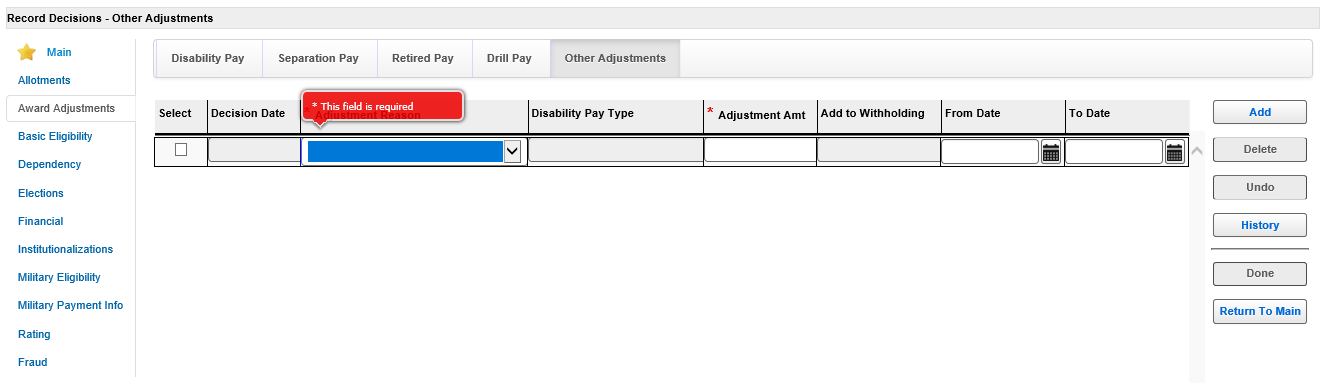 Record Decisions - Other Adjustments
Main
Allotments
Award Adjustments
Basic Eligibility
Dependency
Elections
Financial
Institutionalizations
Military Eligibility
Military Payment Info
Rating
Fraud
Disability Pay
Separation Pay
Retired Pay
Drill Pay
Other Adjustments
* This field is required
Select
Decision Date
Adjustment Reason
Disability Pay Type
* Adjustment Amt
Add to Withholding
From Date
To Date
Add
Delete
Undo
History
Done
Return To Main